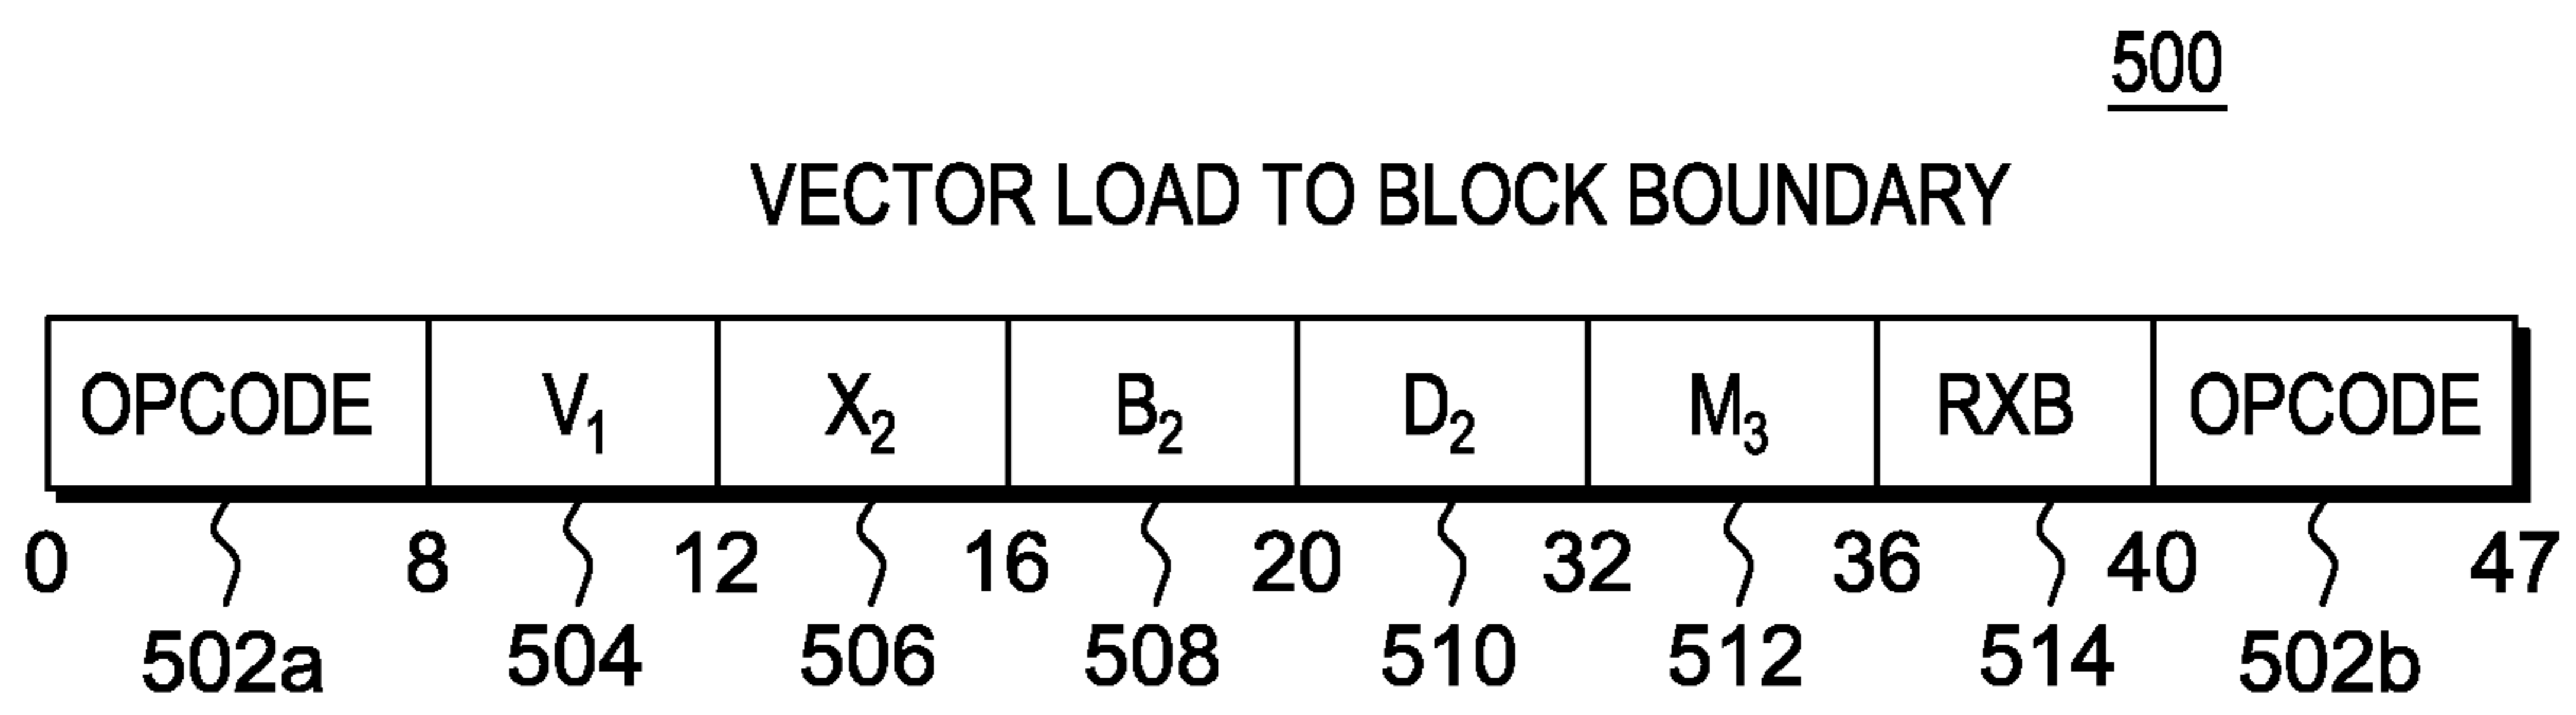 500
VECTOR LOAD TO BLOCK BOUNDARY
OPCODE V₁ X₂ B₂ D₂ M₃ RXB OPCODE
0 8 12 16 20 32 36 40 47
502a 504 506 508 510 512 514 502b